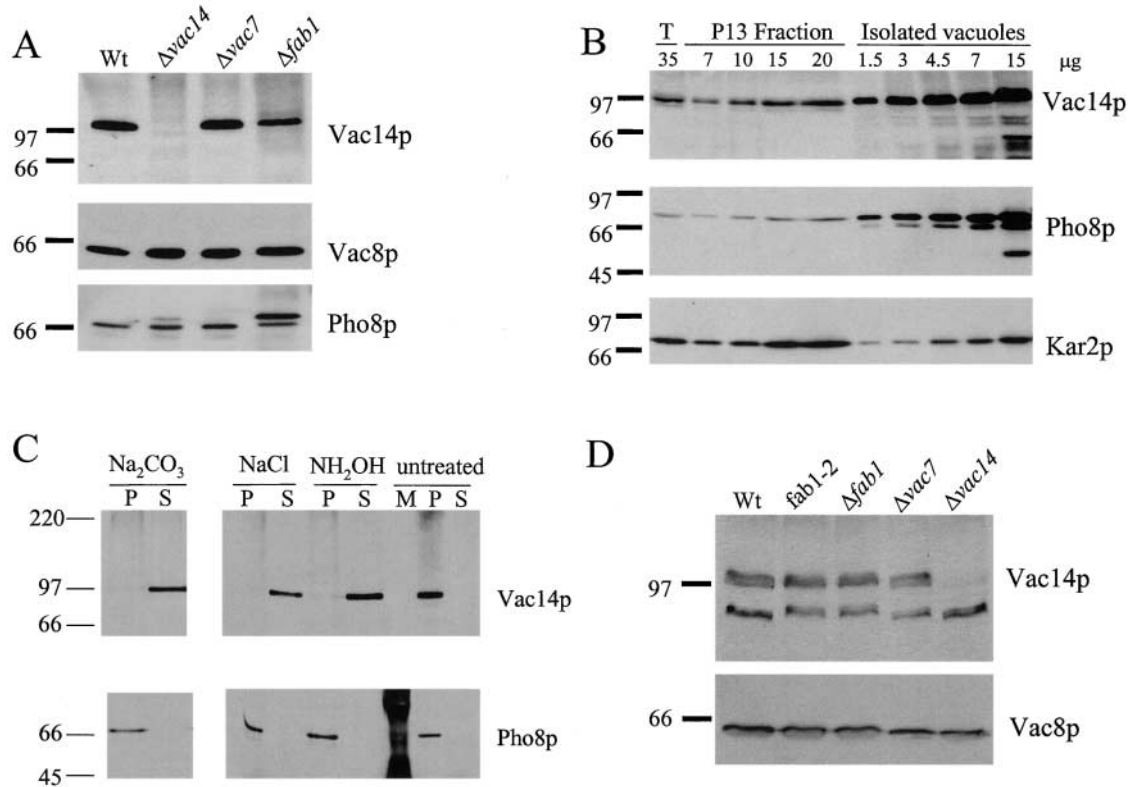 A
Wt Δvac14 Δvac7 Δfab1
97
66
Vac14p
66
Vac8p
66
Pho8p
B
T P13 Fraction Isolated vacuoles
35 7 10 15 20 1.5 3 4.5 7 15 µg
97
66
Vac14p
97
66
45
Pho8p
97
66
Kar2p
C
Na₂CO₃ NaCl NH₂OH untreated
P S P S P S M P S
220
97
66
Vac14p
66
45
Pho8p
D
Wt fab1-2 Δfab1 Δvac7 Δvac14
97
Vac14p
66
Vac8p